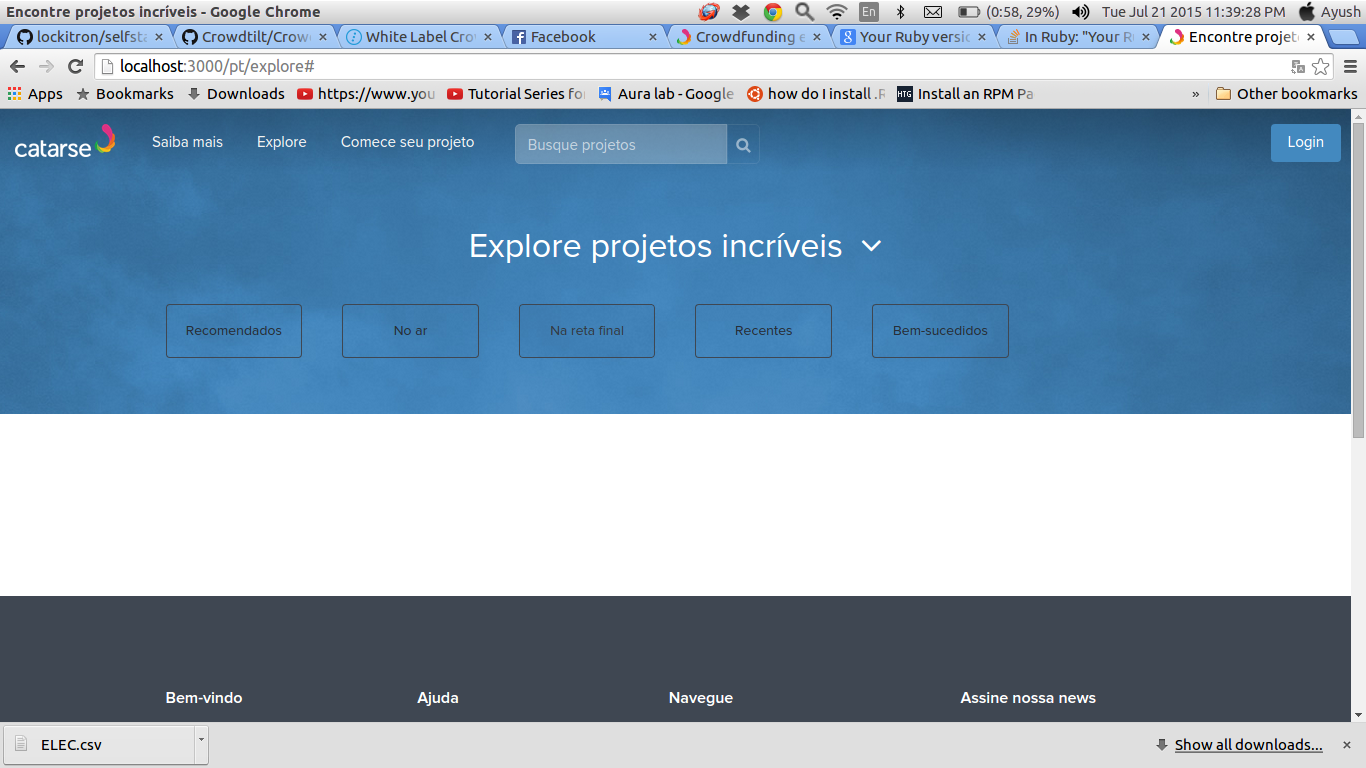 Encontre projetos incríveis - Google Chrome
En (0:58, 29%) Tue Jul 21 2015 11:39:28 PM Ayush
lockitron/selfsta Crowdtilt/Crow White Label Cro Facebook Crowdfunding e Your Ruby versio In Ruby: "Your R Encontre projet
localhost:3000/pt/explore#
Apps Bookmarks Downloads https://www.you Tutorial Series fo Aura lab - Google how do I install .R HTG Install an RPM Pa » Other bookmarks
catarse Saiba mais Explore Comece seu projeto Busque projetos Login
Explore projetos incríveis
Recomendados No ar Na reta final Recentes Bem-sucedidos
Bem-vindo Ajuda Navegue Assine nossa news
ELEC.csv Show all downloads...